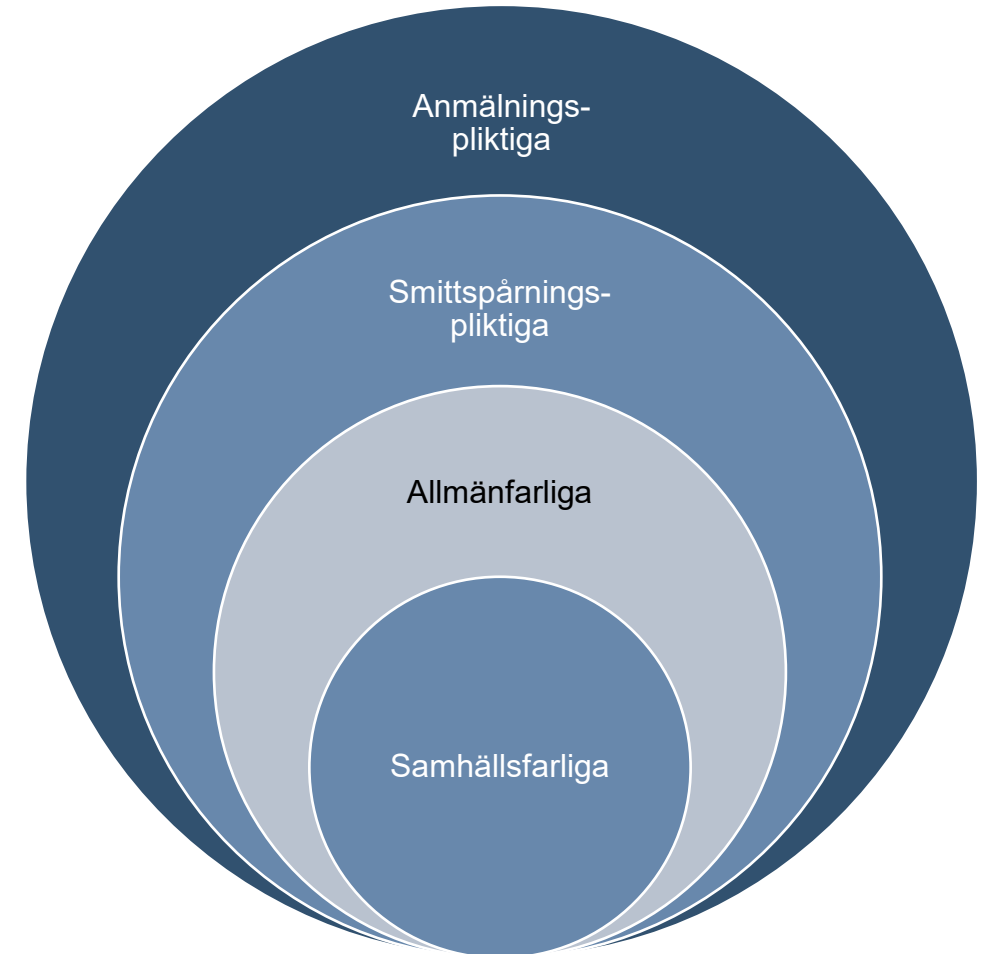 Anmälnings-
pliktiga
Smittspårnings-
pliktiga
Allmänfarliga
Samhällsfarliga